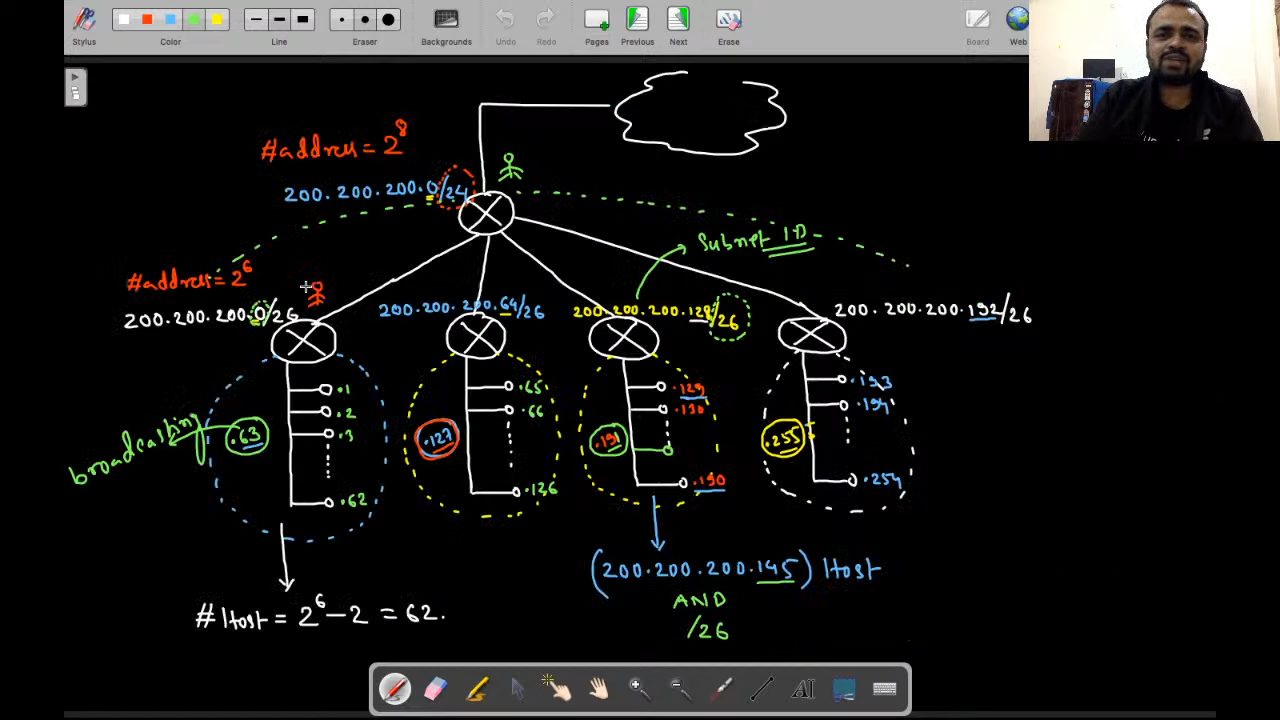 Stylus
Color
Line
Eraser
Backgrounds
Undo
Redo
Pages
Previous
Next
Erase
Board
Web
#address = 2^8
200.200.200.0/24
Subnet ID
#address = 2^6
200.200.200.0/26
200.200.200.64/26
200.200.200.128/26
200.200.200.192/26
.1
.2
.3
.62
.63
broadcasting
.65
.66
.136
.127
.129
.130
.190
.191
.193
.194
.254
.255
(200.200.200.145) Host
AND
/26
# Host = 2^6 - 2 = 62.
AI